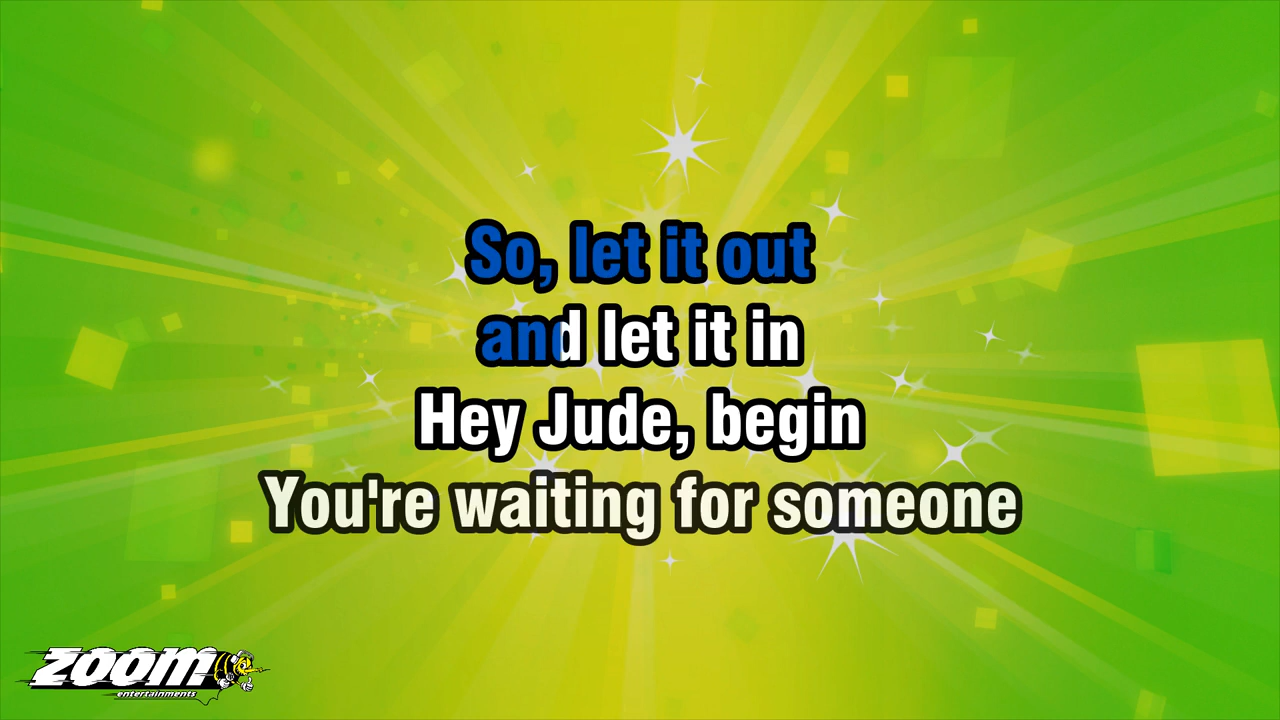 So, let it out
and let it in
Hey Jude, begin
You're waiting for someone
zoom
entertainments